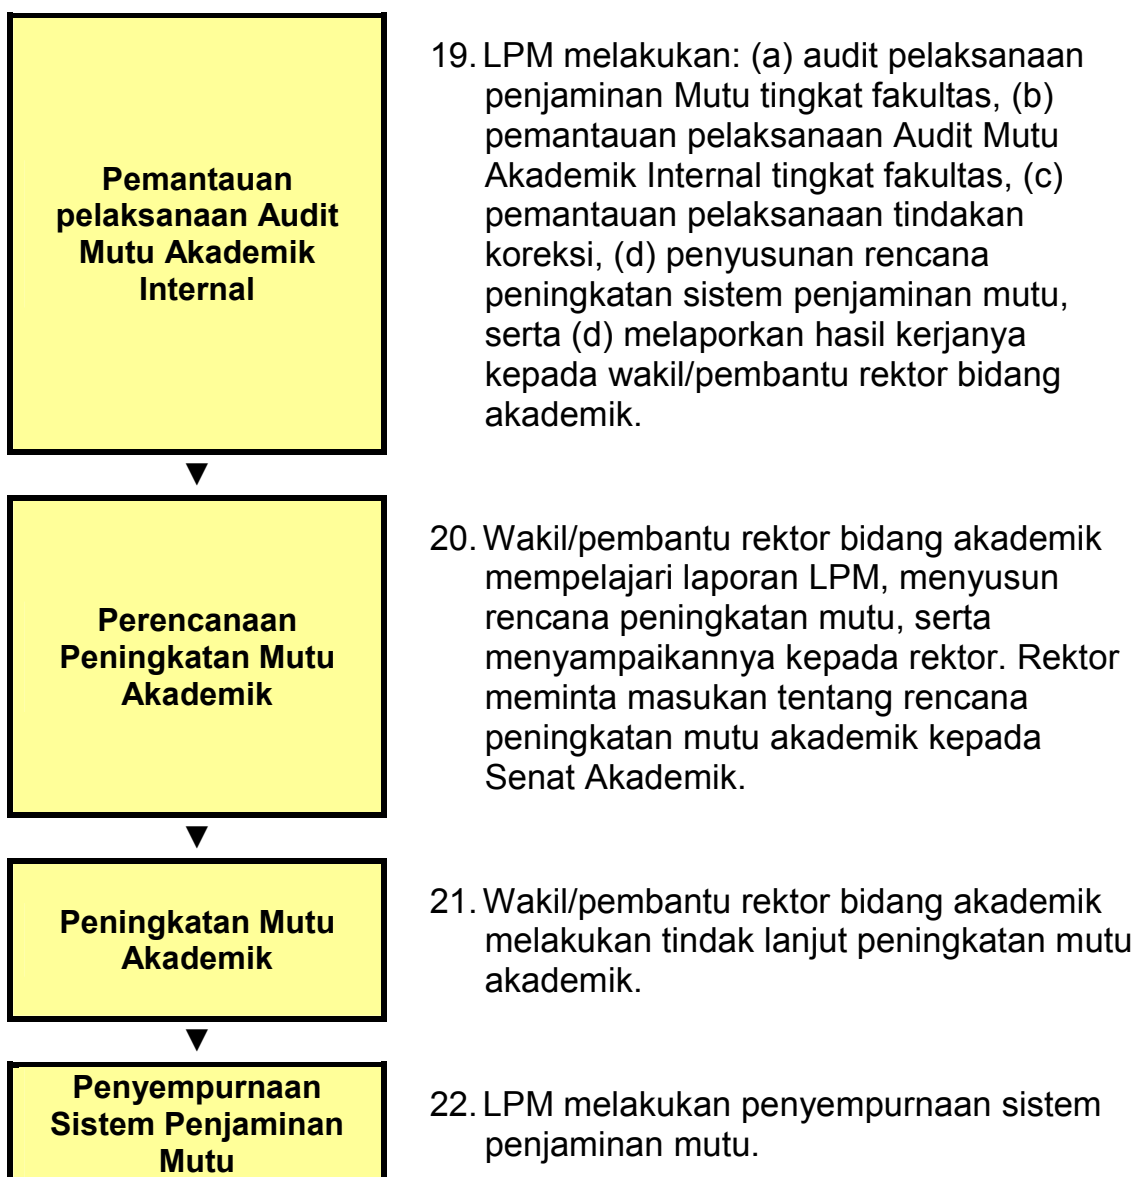 Pemantauan
pelaksanaan Audit
Mutu Akademik
Internal
19. LPM melakukan: (a) audit pelaksanaan
penjaminan Mutu tingkat fakultas, (b)
pemantauan pelaksanaan Audit Mutu
Akademik Internal tingkat fakultas, (c)
pemantauan pelaksanaan tindakan
koreksi, (d) penyusunan rencana
peningkatan sistem penjaminan mutu,
serta (d) melaporkan hasil kerjanya
kepada wakil/pembantu rektor bidang
akademik.
Perencanaan
Peningkatan Mutu
Akademik
20. Wakil/pembantu rektor bidang akademik
mempelajari laporan LPM, menyusun
rencana peningkatan mutu, serta
menyampaikannya kepada rektor. Rektor
meminta masukan tentang rencana
peningkatan mutu akademik kepada
Senat Akademik.
Peningkatan Mutu
Akademik
21. Wakil/pembantu rektor bidang akademik
melakukan tindak lanjut peningkatan mutu
akademik.
Penyempurnaan
Sistem Penjaminan
Mutu
22. LPM melakukan penyempurnaan sistem
penjaminan mutu.